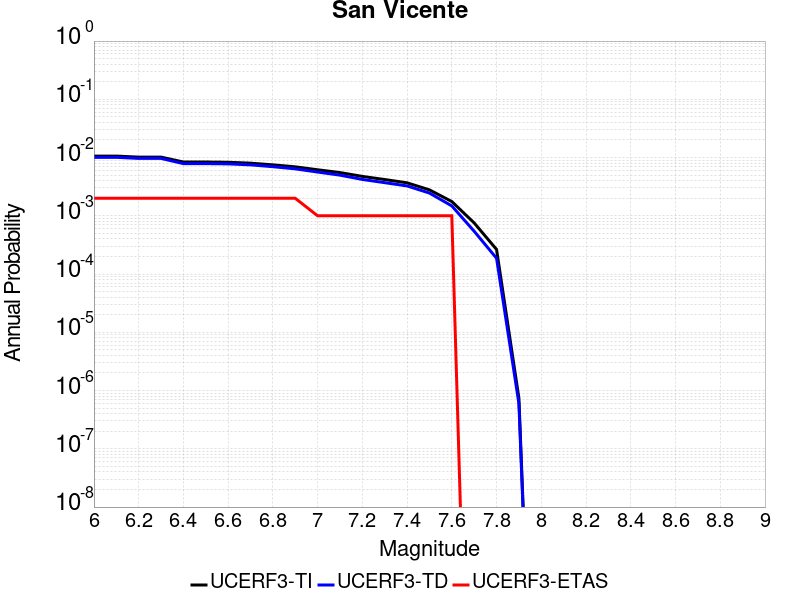 San Vicente
10^0
10^-1
10^-2
10^-3
10^-4
10^-5
10^-6
10^-7
10^-8
Annual Probability
6 6.2 6.4 6.6 6.8 7 7.2 7.4 7.6 7.8 8 8.2 8.4 8.6 8.8 9
Magnitude
UCERF3-TI UCERF3-TD UCERF3-ETAS